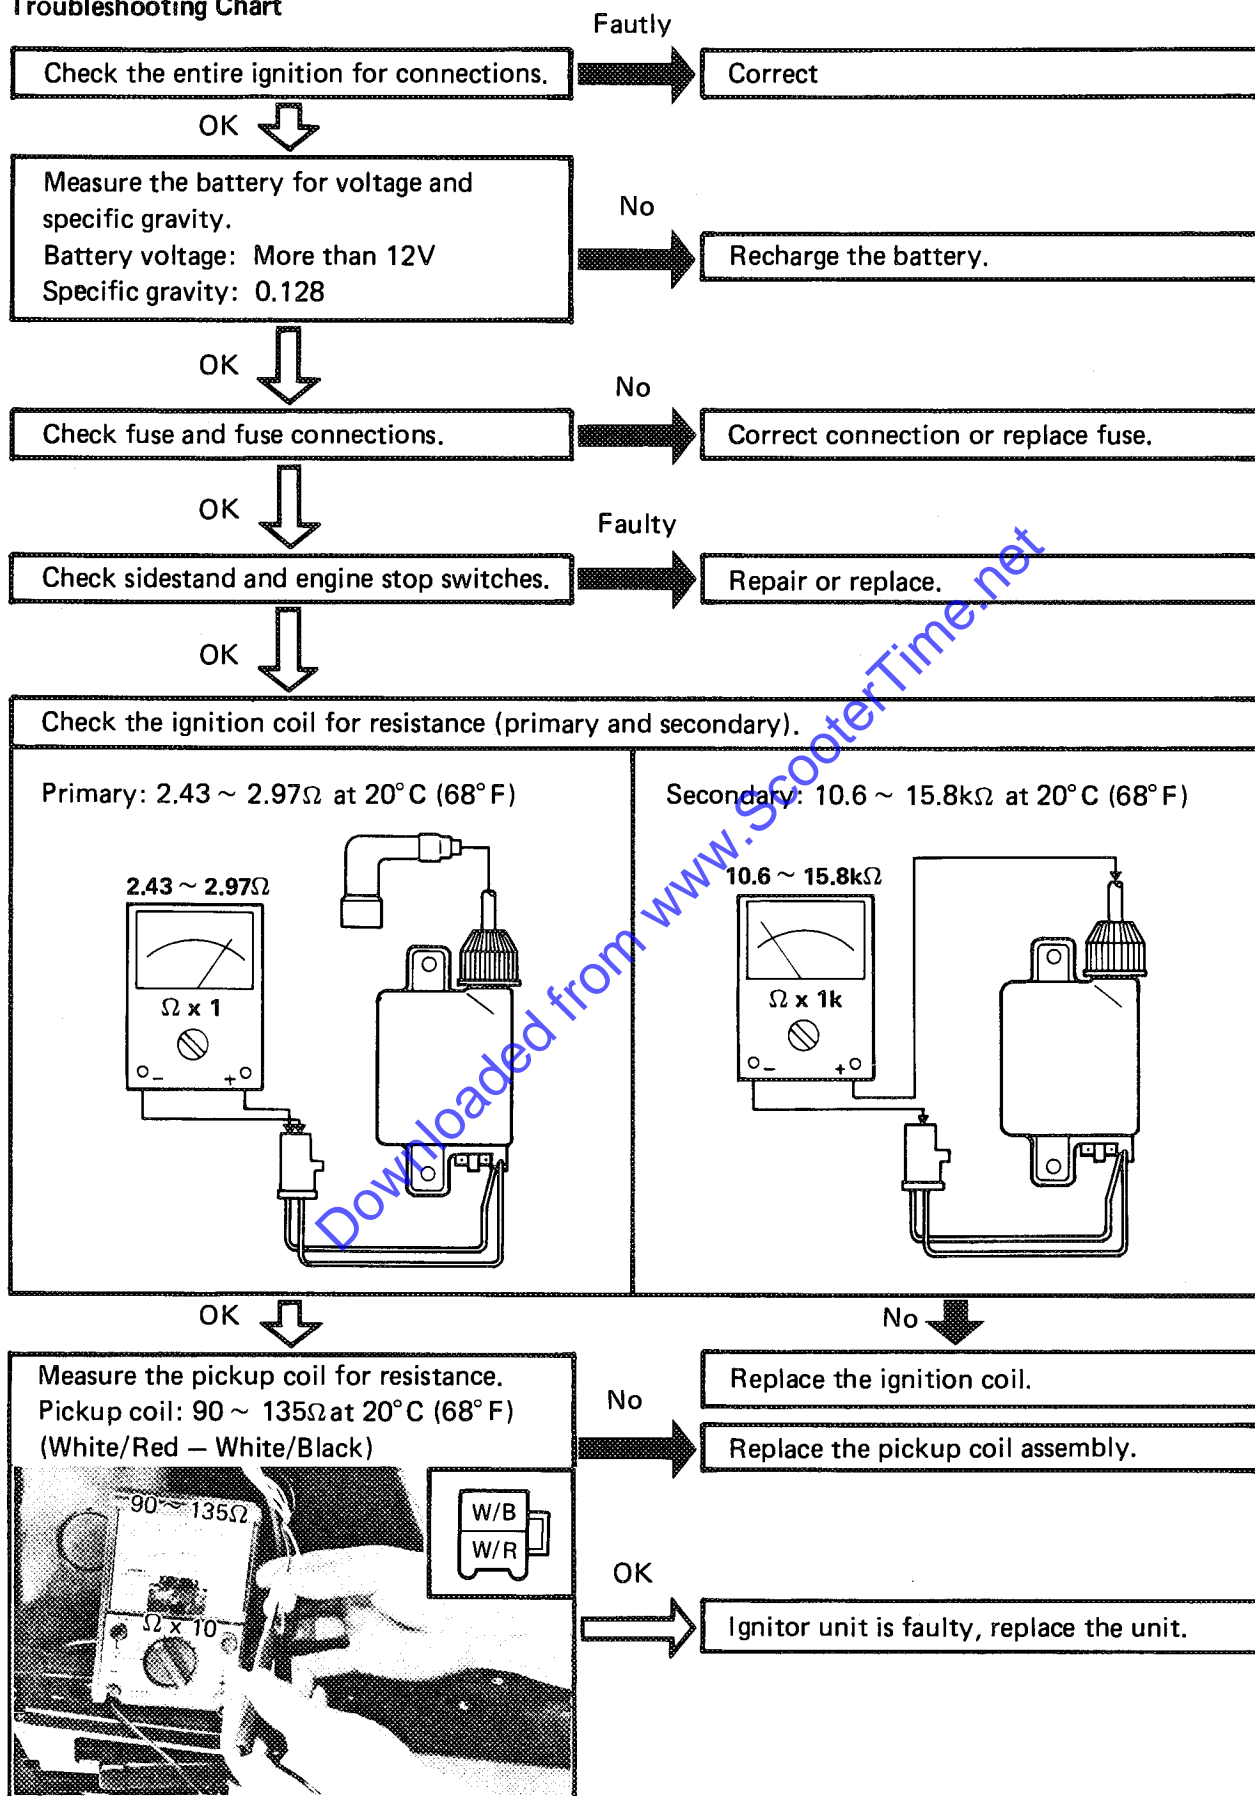 Troubleshooting Chart
Fautly
Check the entire ignition for connections.
Correct
OK
Measure the battery for voltage and
specific gravity.
Battery voltage: More than 12V
Specific gravity: 0.128
No
Recharge the battery.
OK
No
Check fuse and fuse connections.
Correct connection or replace fuse.
OK
Faulty
Check sidestand and engine stop switches.
Repair or replace.
OK
Check the ignition coil for resistance (primary and secondary).
Primary: 2.43 ~ 2.97Ω at 20°C (68°F)
2.43 ~ 2.97Ω
Ω x 1
- +
Secondary: 10.6 ~ 15.8kΩ at 20°C (68°F)
10.6 ~ 15.8kΩ
Ω x 1k
- +
OK
No
Measure the pickup coil for resistance.
Pickup coil: 90 ~ 135Ω at 20°C (68°F)
(White/Red — White/Black)
No
Replace the ignition coil.
Replace the pickup coil assembly.
90 ~ 135Ω
Ω x 10
W/B
W/R
OK
Ignitor unit is faulty, replace the unit.
Downloaded from www.ScooterTime.net